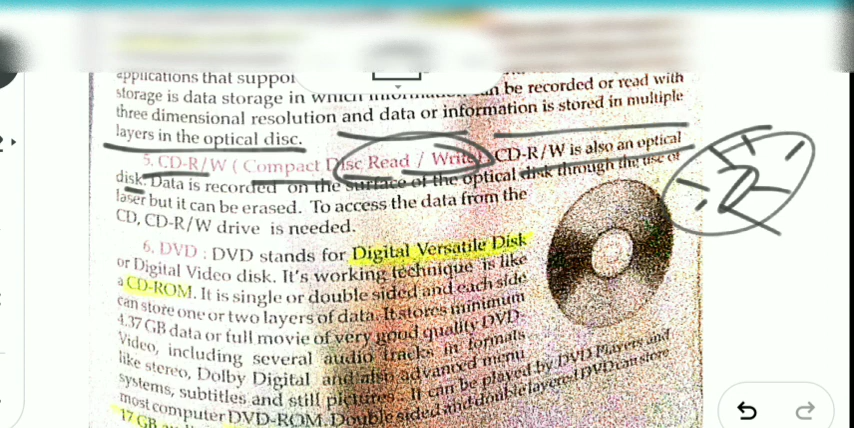 applications that suppor
storage is data storage in which information can be recorded or read with
three dimensional resolution and data or information is stored in multiple
layers in the optical disc.
5. CD-R/W ( Compact Disc Read / Write) : CD-R/W is also an optical
disk. Data is recorded on the surface of the optical disk through the use of
laser but it can be erased. To access the data from the
CD, CD-R/W drive is needed.
6. DVD : DVD stands for Digital Versatile Disk
or Digital Video disk. It's working technique is like
a CD-ROM. It is single or double sided and each side
can store one or two layers of data. It stores minimum
4.37 GB data or full movie of very good quality DVD
Video, including several audio tracks in formats
like stereo, Dolby Digital and also advanced menu
systems, subtitles and still pictures. It can be played by DVD Players and
most computer DVD-ROM. Double sided and double layered DVD can store
17 GB